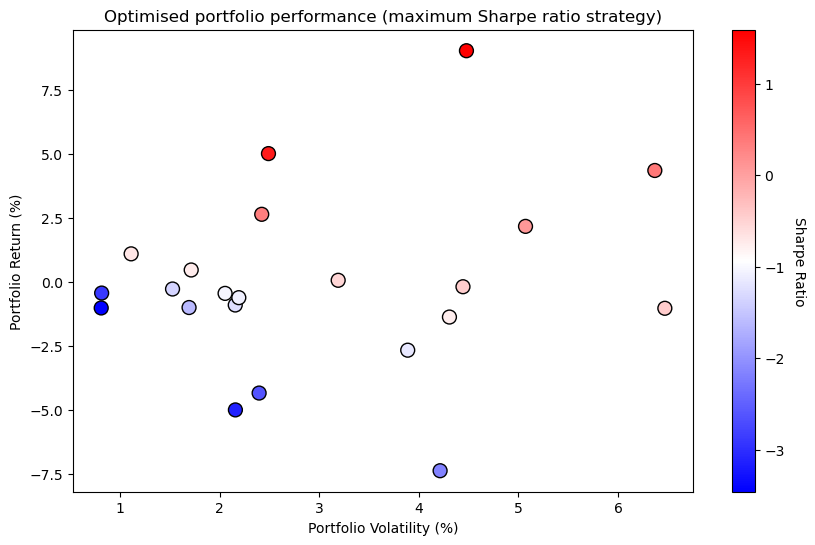 Optimised portfolio performance (maximum Sharpe ratio strategy)
Portfolio Return (%)
7.5
5.0
2.5
0.0
−2.5
−5.0
−7.5
1 2 3 4 5 6
Portfolio Volatility (%)
1
0
−1
−2
−3
Sharpe Ratio